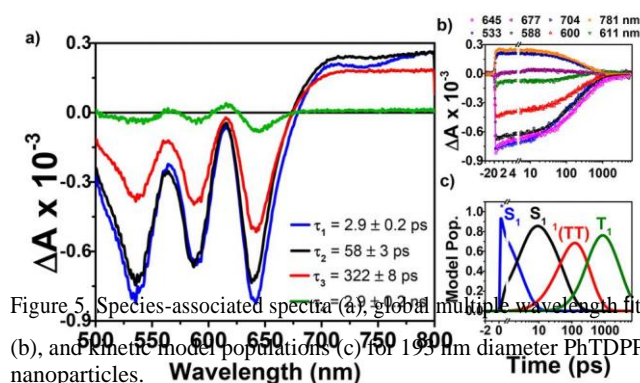 a)
ΔA x 10⁻³
0.3
0.0
-0.3
-0.6
-0.9
τ₁ = 2.9 ± 0.2 ps
τ₂ = 58 ± 3 ps
τ₃ = 322 ± 8 ps
500 550 600 650 700 750 800
Wavelength (nm)
b)
645 677 704 781 nm
533 588 600 611 nm
ΔA x 10⁻³
0.3
0.0
-0.3
-0.6
-0.9
-2 0 2 4 10 100 1000
c)
Model Pop.
1.0
0.8
0.6
0.4
0.2
0.0
*S₁ S₁ ¹(TT) T₁
-2 0 10 100 1000
Time (ps)
Figure 5. Species-associated spectra (a), global multiple wavelength fit
(b), and kinetic model populations (c) for nm diameter PhTDPP
nanoparticles.